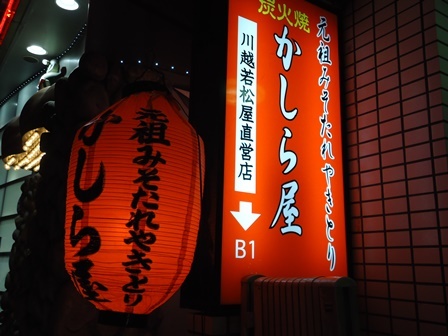 元祖みそたれやきとり
かしら屋
炭火焼
元祖みそたれやきとり
かしら屋
川越若松屋直営店
B1